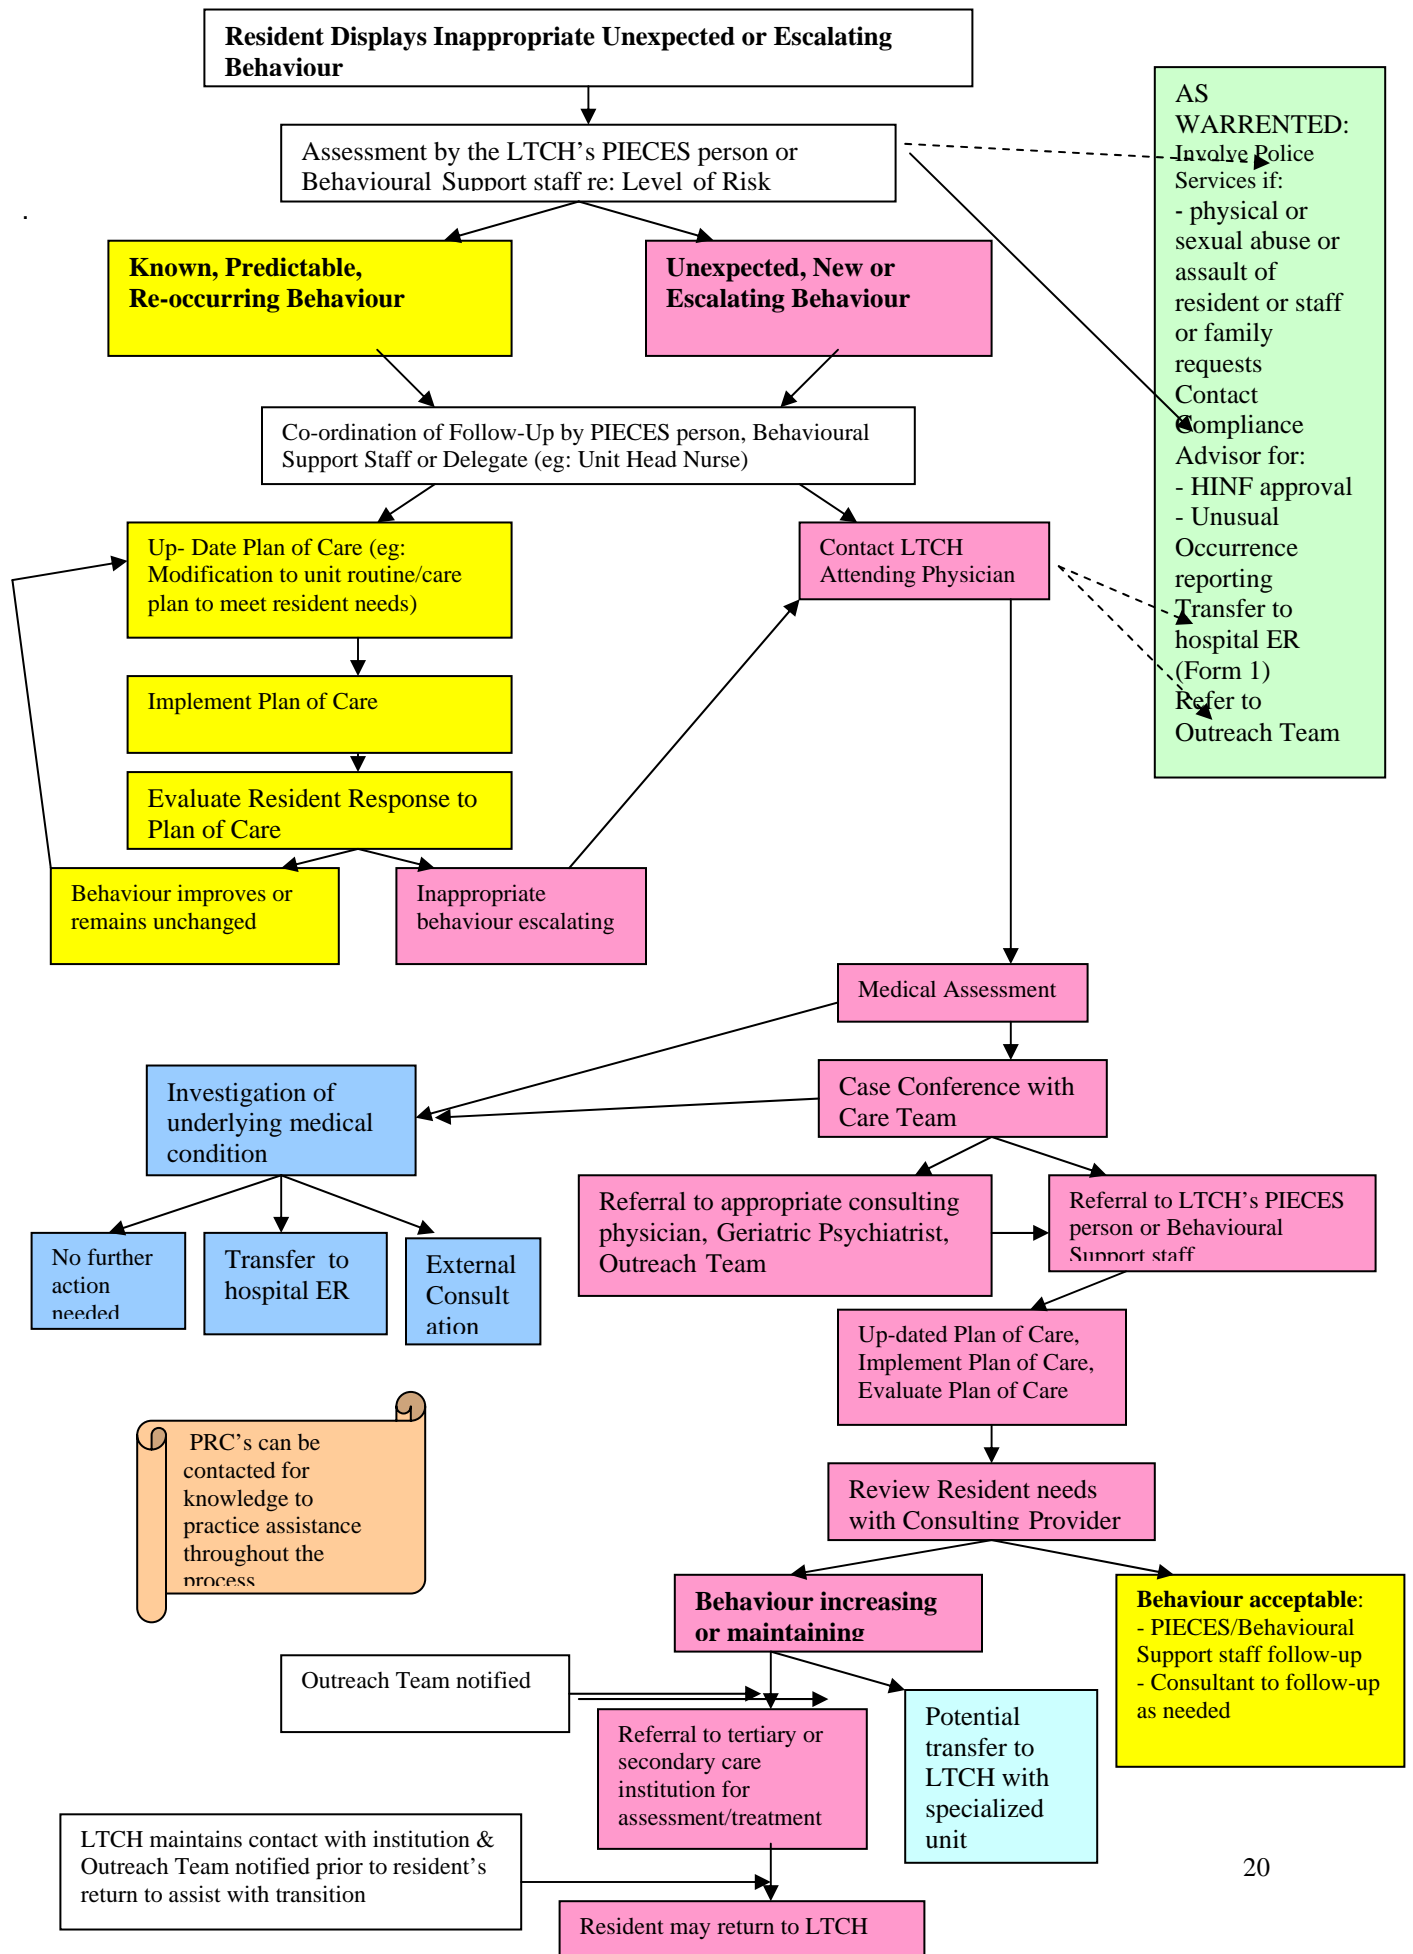 Resident Displays Inappropriate Unexpected or Escalating
Behaviour
Assessment by the LTCH's PIECES person or
Behavioural Support staff re: Level of Risk
AS
WARRENTED:
Involve Police
Services if:
- physical or
sexual abuse or
assault of
resident or staff
or family
requests
Contact
Compliance
Advisor for:
- HINF approval
- Unusual
Occurrence
reporting
Transfer to
hospital ER
(Form 1)
Refer to
Outreach Team
.
Known, Predictable,
Re-occurring Behaviour
Unexpected, New or
Escalating Behaviour
Co-ordination of Follow-Up by PIECES person, Behavioural
Support Staff or Delegate (eg: Unit Head Nurse)
Up- Date Plan of Care (eg:
Modification to unit routine/care
plan to meet resident needs)
Contact LTCH
Attending Physician
Implement Plan of Care
Evaluate Resident Response to
Plan of Care
Behaviour improves or
remains unchanged
Inappropriate
behaviour escalating
Medical Assessment
Investigation of
underlying medical
condition
Case Conference with
Care Team
Referral to appropriate consulting
physician, Geriatric Psychiatrist,
Outreach Team
Referral to LTCH's PIECES
person or Behavioural
Support staff
No further
action
needed
Transfer to
hospital ER
External
Consult
ation
Up-dated Plan of Care,
Implement Plan of Care,
Evaluate Plan of Care
PRC's can be
contacted for
knowledge to
practice assistance
throughout the
process
Review Resident needs
with Consulting Provider
Behaviour increasing
or maintaining
Behaviour acceptable:
- PIECES/Behavioural
Support staff follow-up
- Consultant to follow-up
as needed
Outreach Team notified
Referral to tertiary or
secondary care
institution for
assessment/treatment
Potential
transfer to
LTCH with
specialized
unit
LTCH maintains contact with institution &
Outreach Team notified prior to resident's
return to assist with transition
20
Resident may return to LTCH